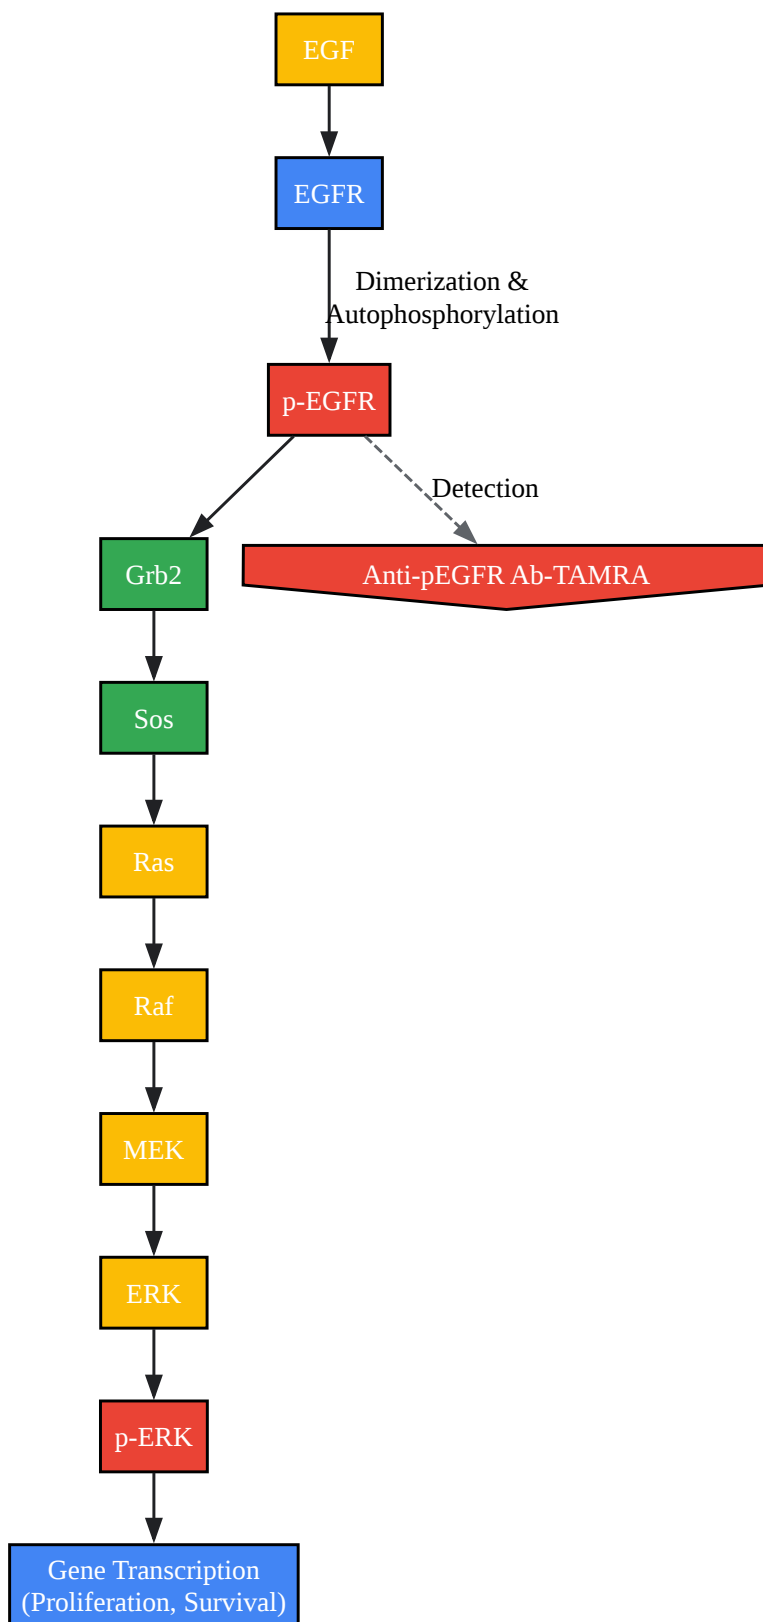 EGF
EGFR
Dimerization &
Autophosphorylation
p-EGFR
Detection
Grb2
Anti-pEGFR Ab-TAMRA
Sos
Ras
Raf
MEK
ERK
p-ERK
Gene Transcription
(Proliferation, Survival)